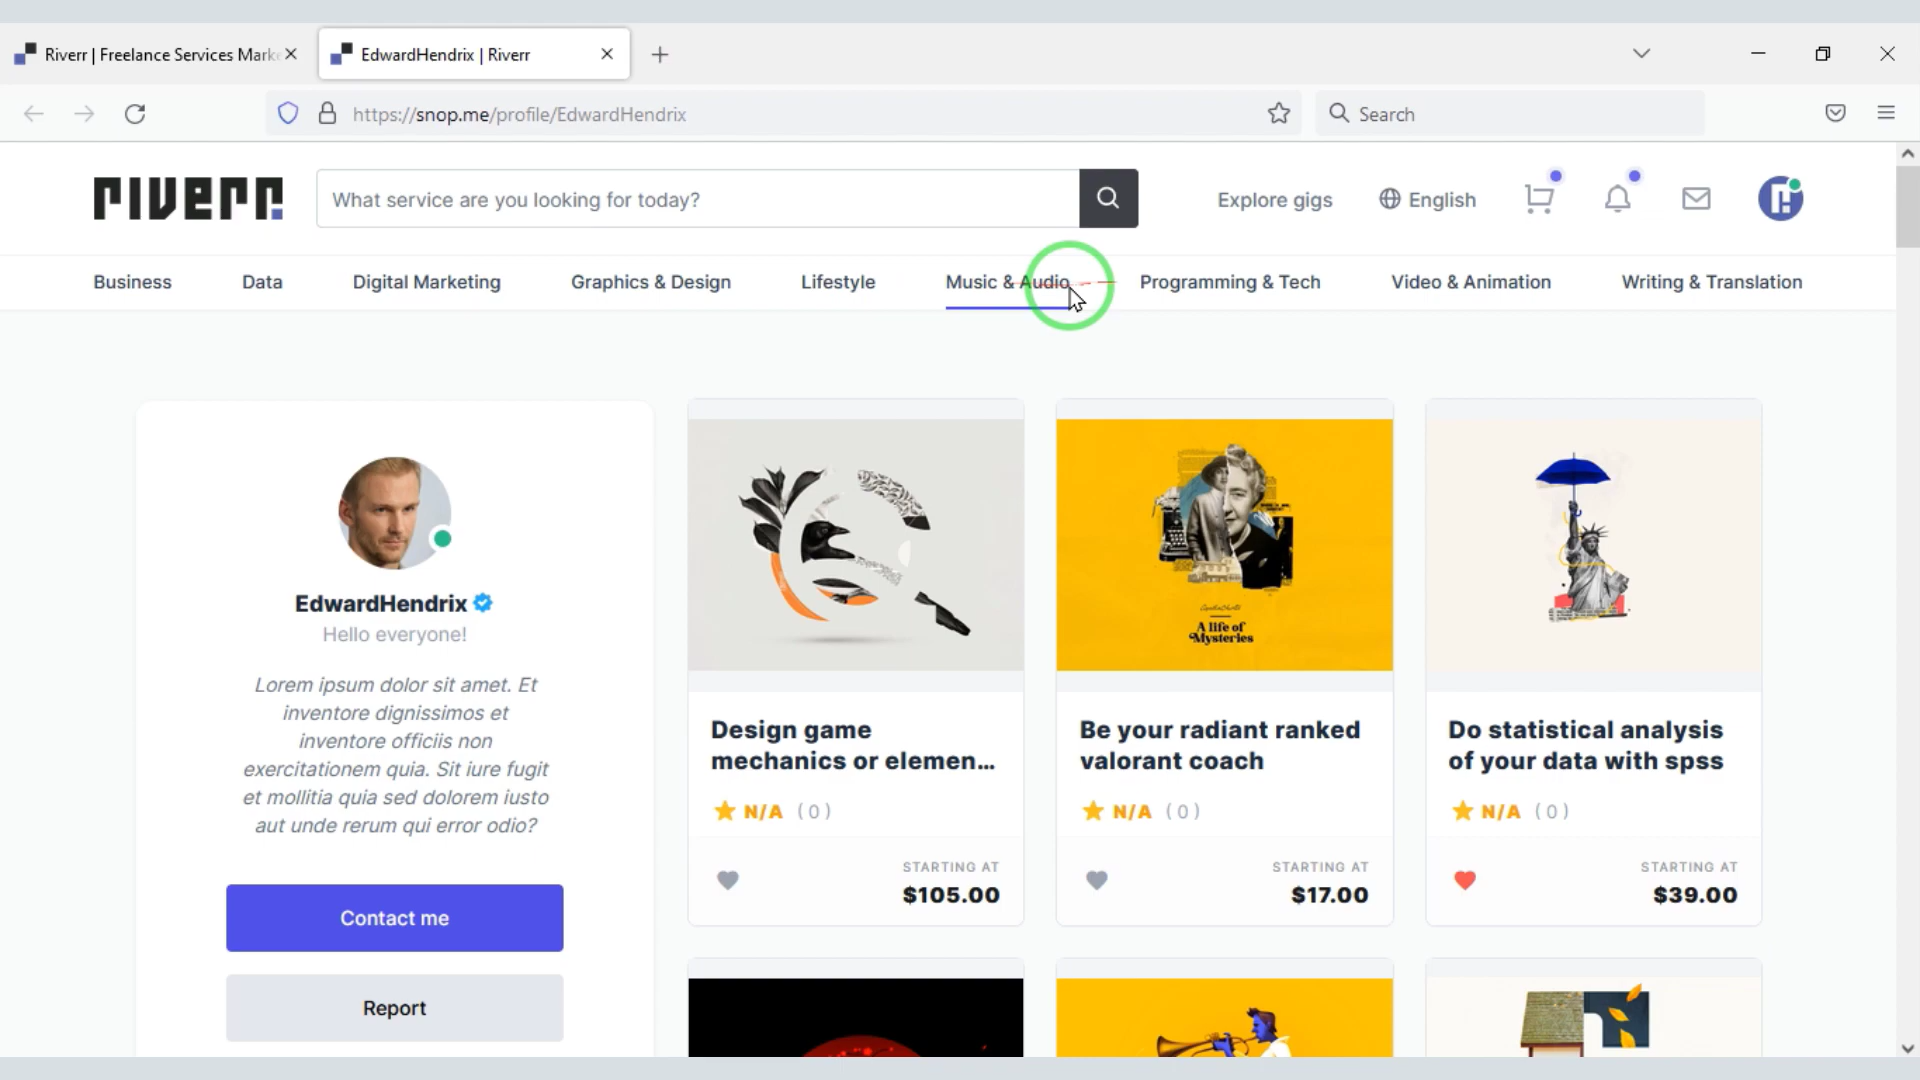 Riverr | Freelance Services Marke
EdwardHendrix | Riverr
https://snop.me/profile/EdwardHendrix
Search
riverr
What service are you looking for today?
Explore gigs
English
Business
Data
Digital Marketing
Graphics & Design
Lifestyle
Music & Audio
Programming & Tech
Video & Animation
Writing & Translation
EdwardHendrix
Hello everyone!
Lorem ipsum dolor sit amet. Et
inventore dignissimos et
inventore officiis non
exercitationem quia. Sit iure fugit
et mollitia quia sed dolorem iusto
aut unde rerum qui error odio?
Contact me
Report
Design game
mechanics or elemen...
N/A ( 0 )
STARTING AT
$105.00
A life of
Mysteries
Be your radiant ranked
valorant coach
N/A ( 0 )
STARTING AT
$17.00
Do statistical analysis
of your data with spss
N/A ( 0 )
STARTING AT
$39.00